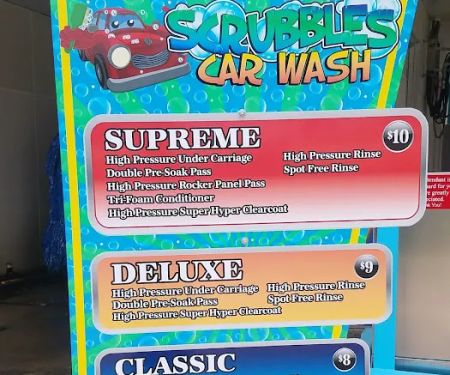 SCRUBBLES
CAR WASH
SUPREME $10
High Pressure Under Carriage High Pressure Rinse
Double Pre-Soak Pass Spot Free Rinse
High Pressure Rocker Panel Pass
Tri-Foam Conditioner
High Pressure Super Hyper Clearcoat
DELUXE $9
High Pressure Under Carriage High Pressure Rinse
Double Pre-Soak Pass Spot Free Rinse
High Pressure Super Hyper Clearcoat
CLASSIC $8